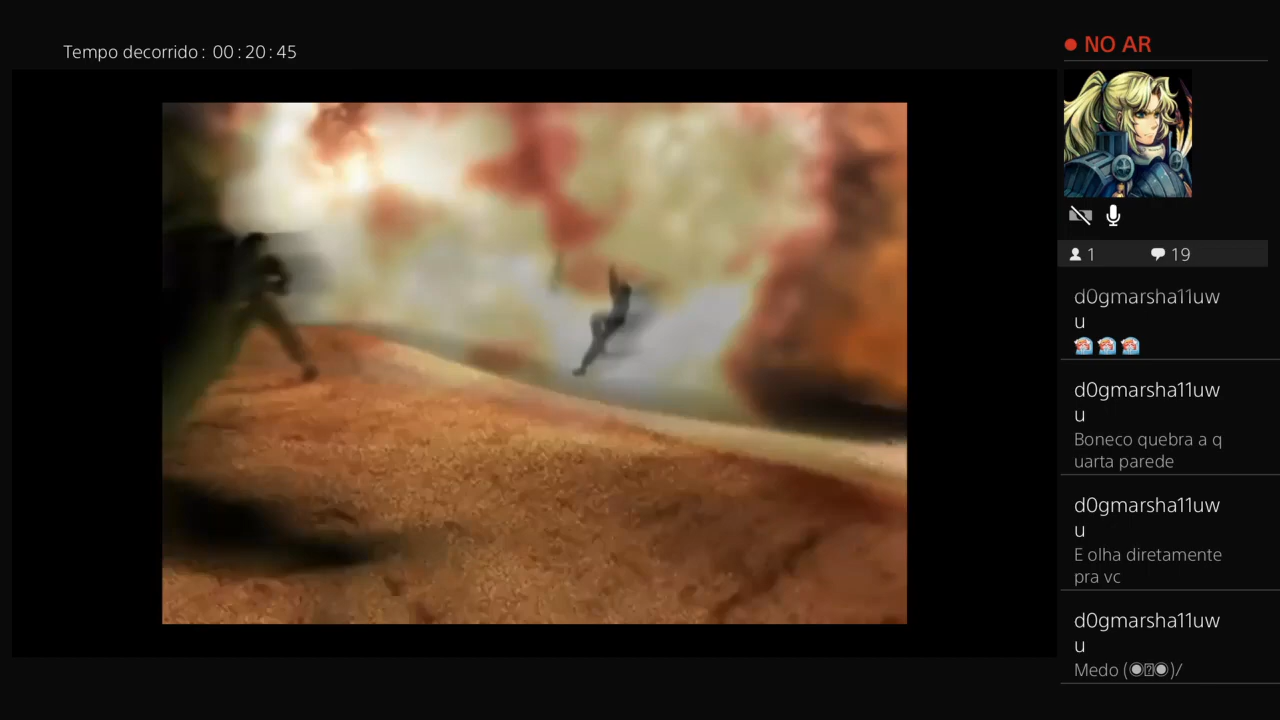 Tempo decorrido: 00:20:45
NO AR
1 19
d0gmarsha11uw
u
d0gmarsha11uw
u
Boneco quebra a q
uarta parede
d0gmarsha11uw
u
E olha diretamente
pra vc
d0gmarsha11uw
u
Medo (◉⍰◉)/